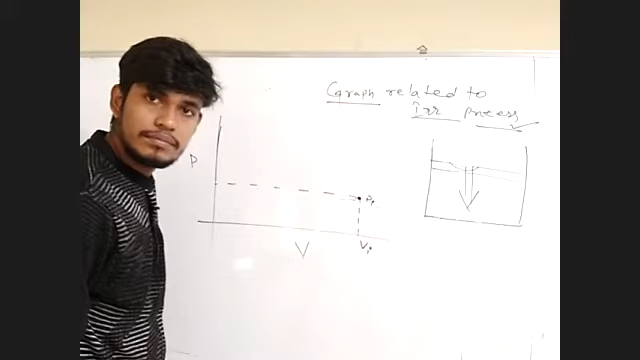 Graph related to
Irr Process
P
P₁
V
V₁